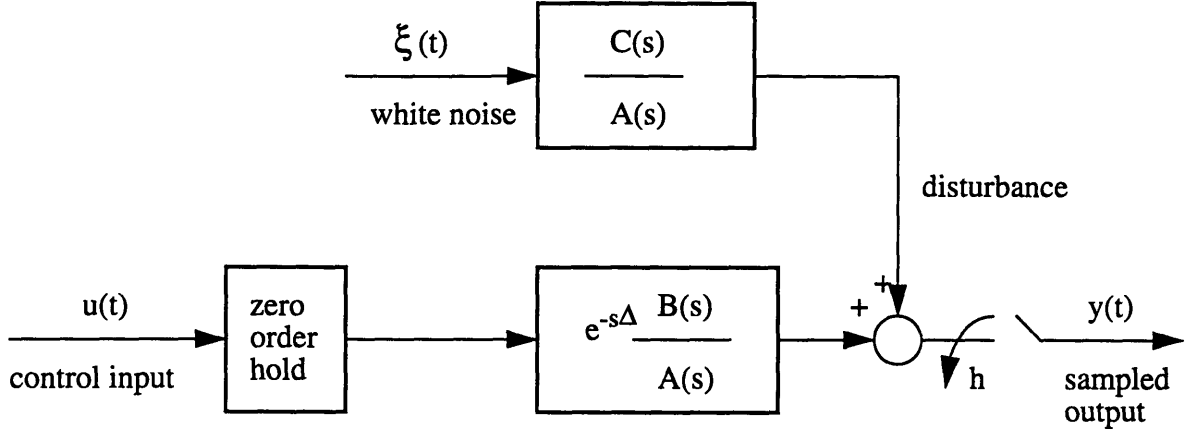 ξ(t)
white noise
C(s)
A(s)
disturbance
u(t)
control input
zero
order
hold
e-sΔ B(s)
A(s)
+
+
h
y(t)
sampled
output